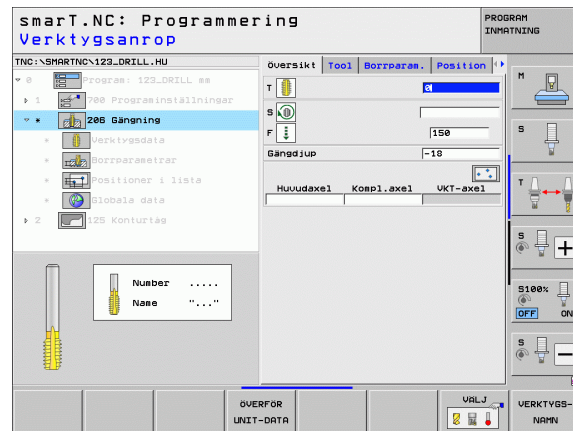 smarT.NC: Programmering
Verktygsanrop
PROGRAM
INMATNING
TNC:\SMARTNC\123_DRILL.HU
0 Program: 123_DRILL mm
1 700 Programinställningar
* 206 Gängning
* Verktygsdata
* Borrparametrar
* Positioner i lista
* Globala data
2 125 Konturtåg
Översikt Tool Borrparam. Position
T 0
S
F 150
Gängdjup -18
Huvudaxel Kompl.axel VKT-axel
Number .....
Name "..."
M
S
T
S
S100%
OFF ON
S
ÖVERFÖR
UNIT-DATA
VÄLJ
VERKTYGS-
NAMN